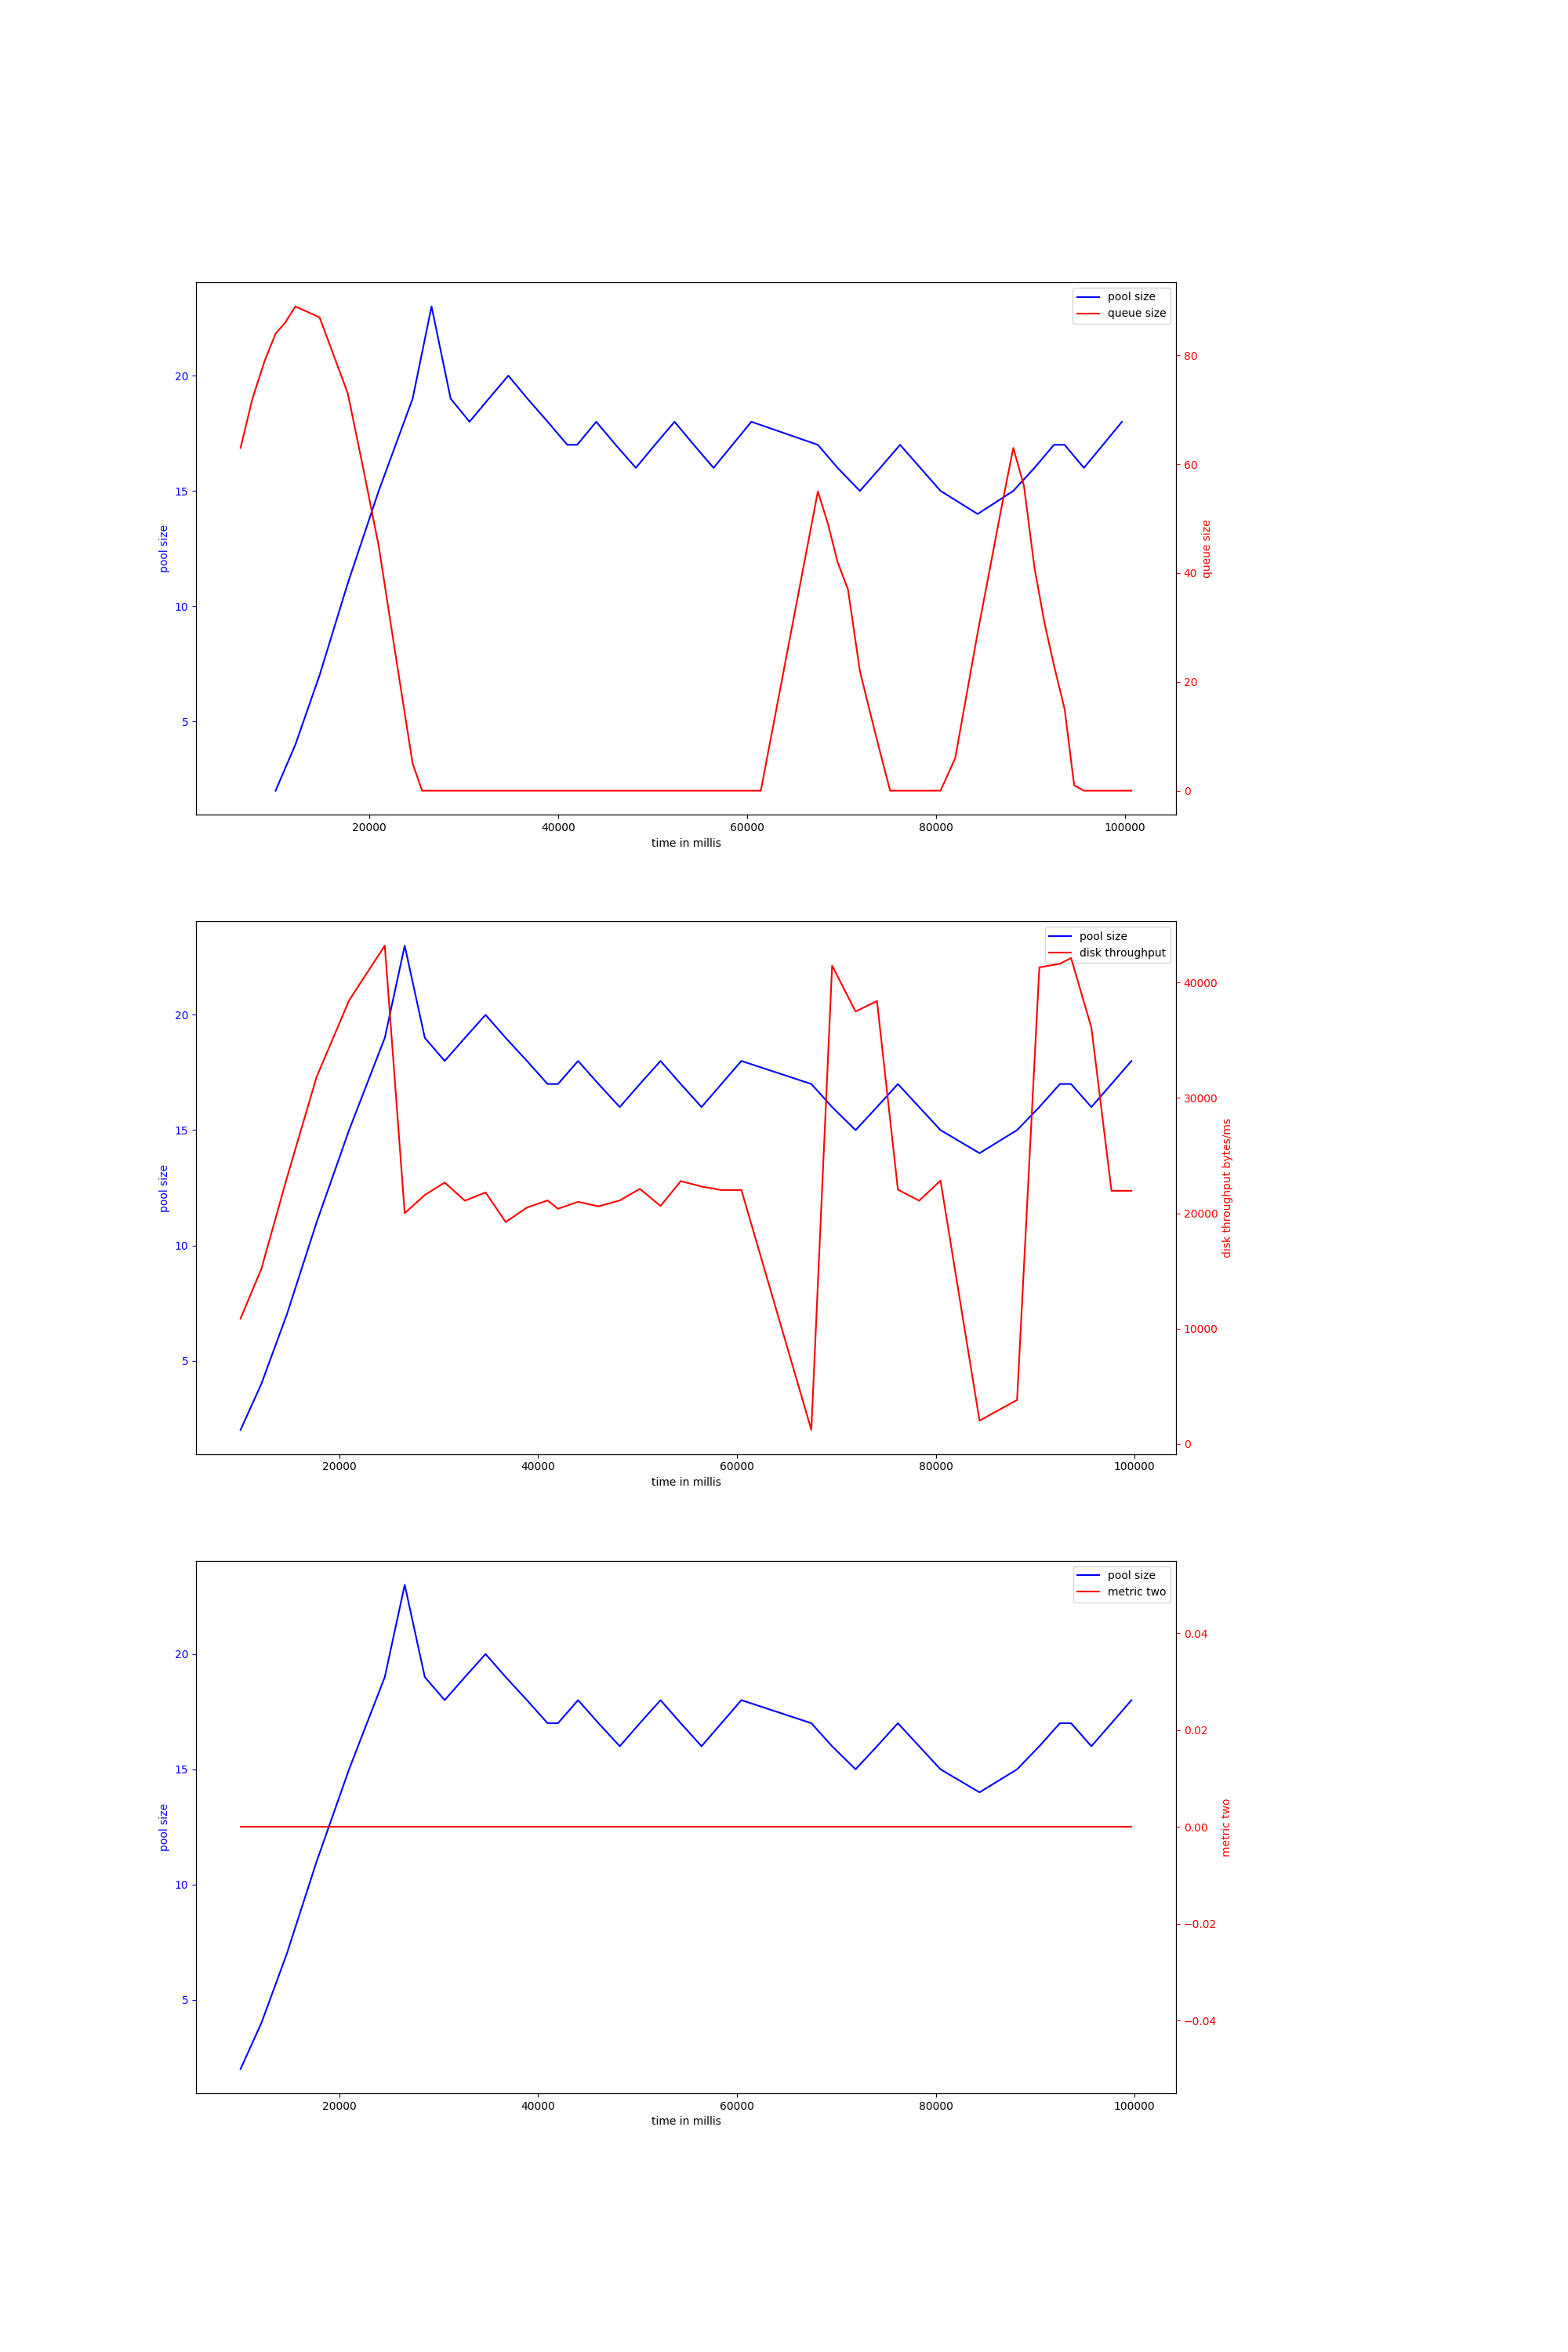 pool size
queue size
20
15
10
5
pool size
80
60
40
20
0
queue size
20000 40000 60000 80000 100000
time in millis
pool size
disk throughput
20
15
10
5
pool size
40000
30000
20000
10000
0
disk throughput bytes/ms
20000 40000 60000 80000 100000
time in millis
pool size
metric two
20
15
10
5
pool size
0.04
0.02
0.00
−0.02
−0.04
metric two
20000 40000 60000 80000 100000
time in millis